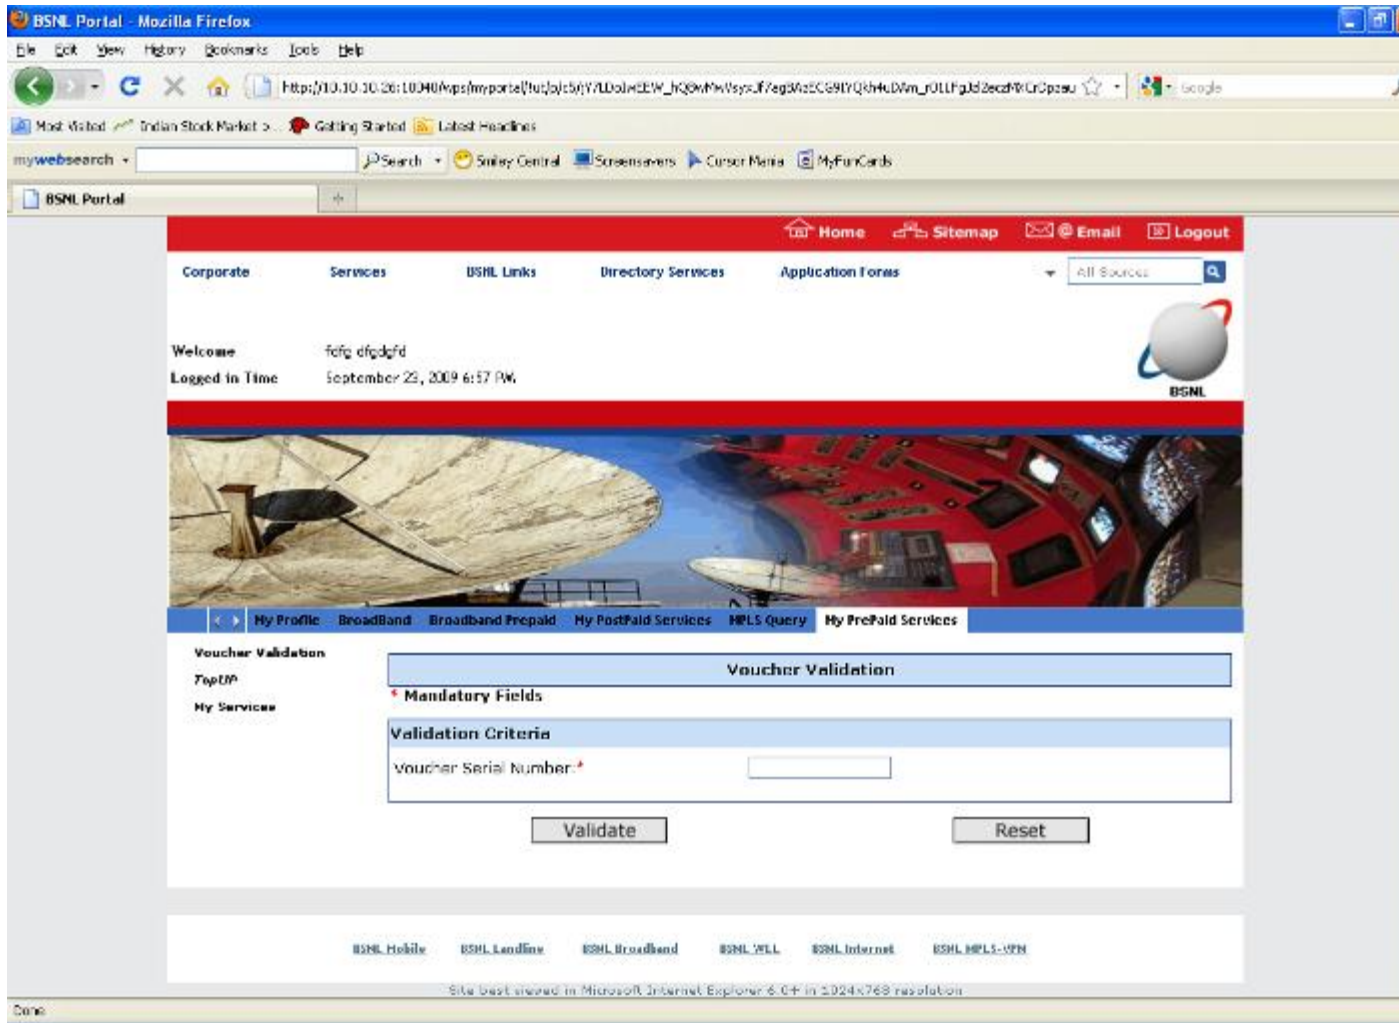 BSNL Portal - Mozilla Firefox
File Edit View History Bookmarks Tools Help
Google
Most Visited Indian Stock Market > ... Getting Started Latest Headlines
mywebsearch Search Smiley Central Screensavers Cursor Mania MyFunCards
BSNL Portal
Home Sitemap @ Email Logout
Corporate Services BSNL Links Directory Services Application Forms All Sources
Welcome fdfg dfgdgfd
Logged in Time September 23, 2009 6:57 PM.
BSNL
My Profile BroadBand Broadband Prepaid My PostPaid Services MPLS Query My PrePaid Services
Voucher Validation
TopUP
My Services
Voucher Validation
* Mandatory Fields
Validation Criteria
Voucher Serial Number:*
Validate Reset
BSNL Mobile BSNL Landline BSNL Broadband BSNL WLL BSNL Internet BSNL MPLS-VPN
Site best viewed in Microsoft Internet Explorer 6.0+ in 1024x768 resolution
Done